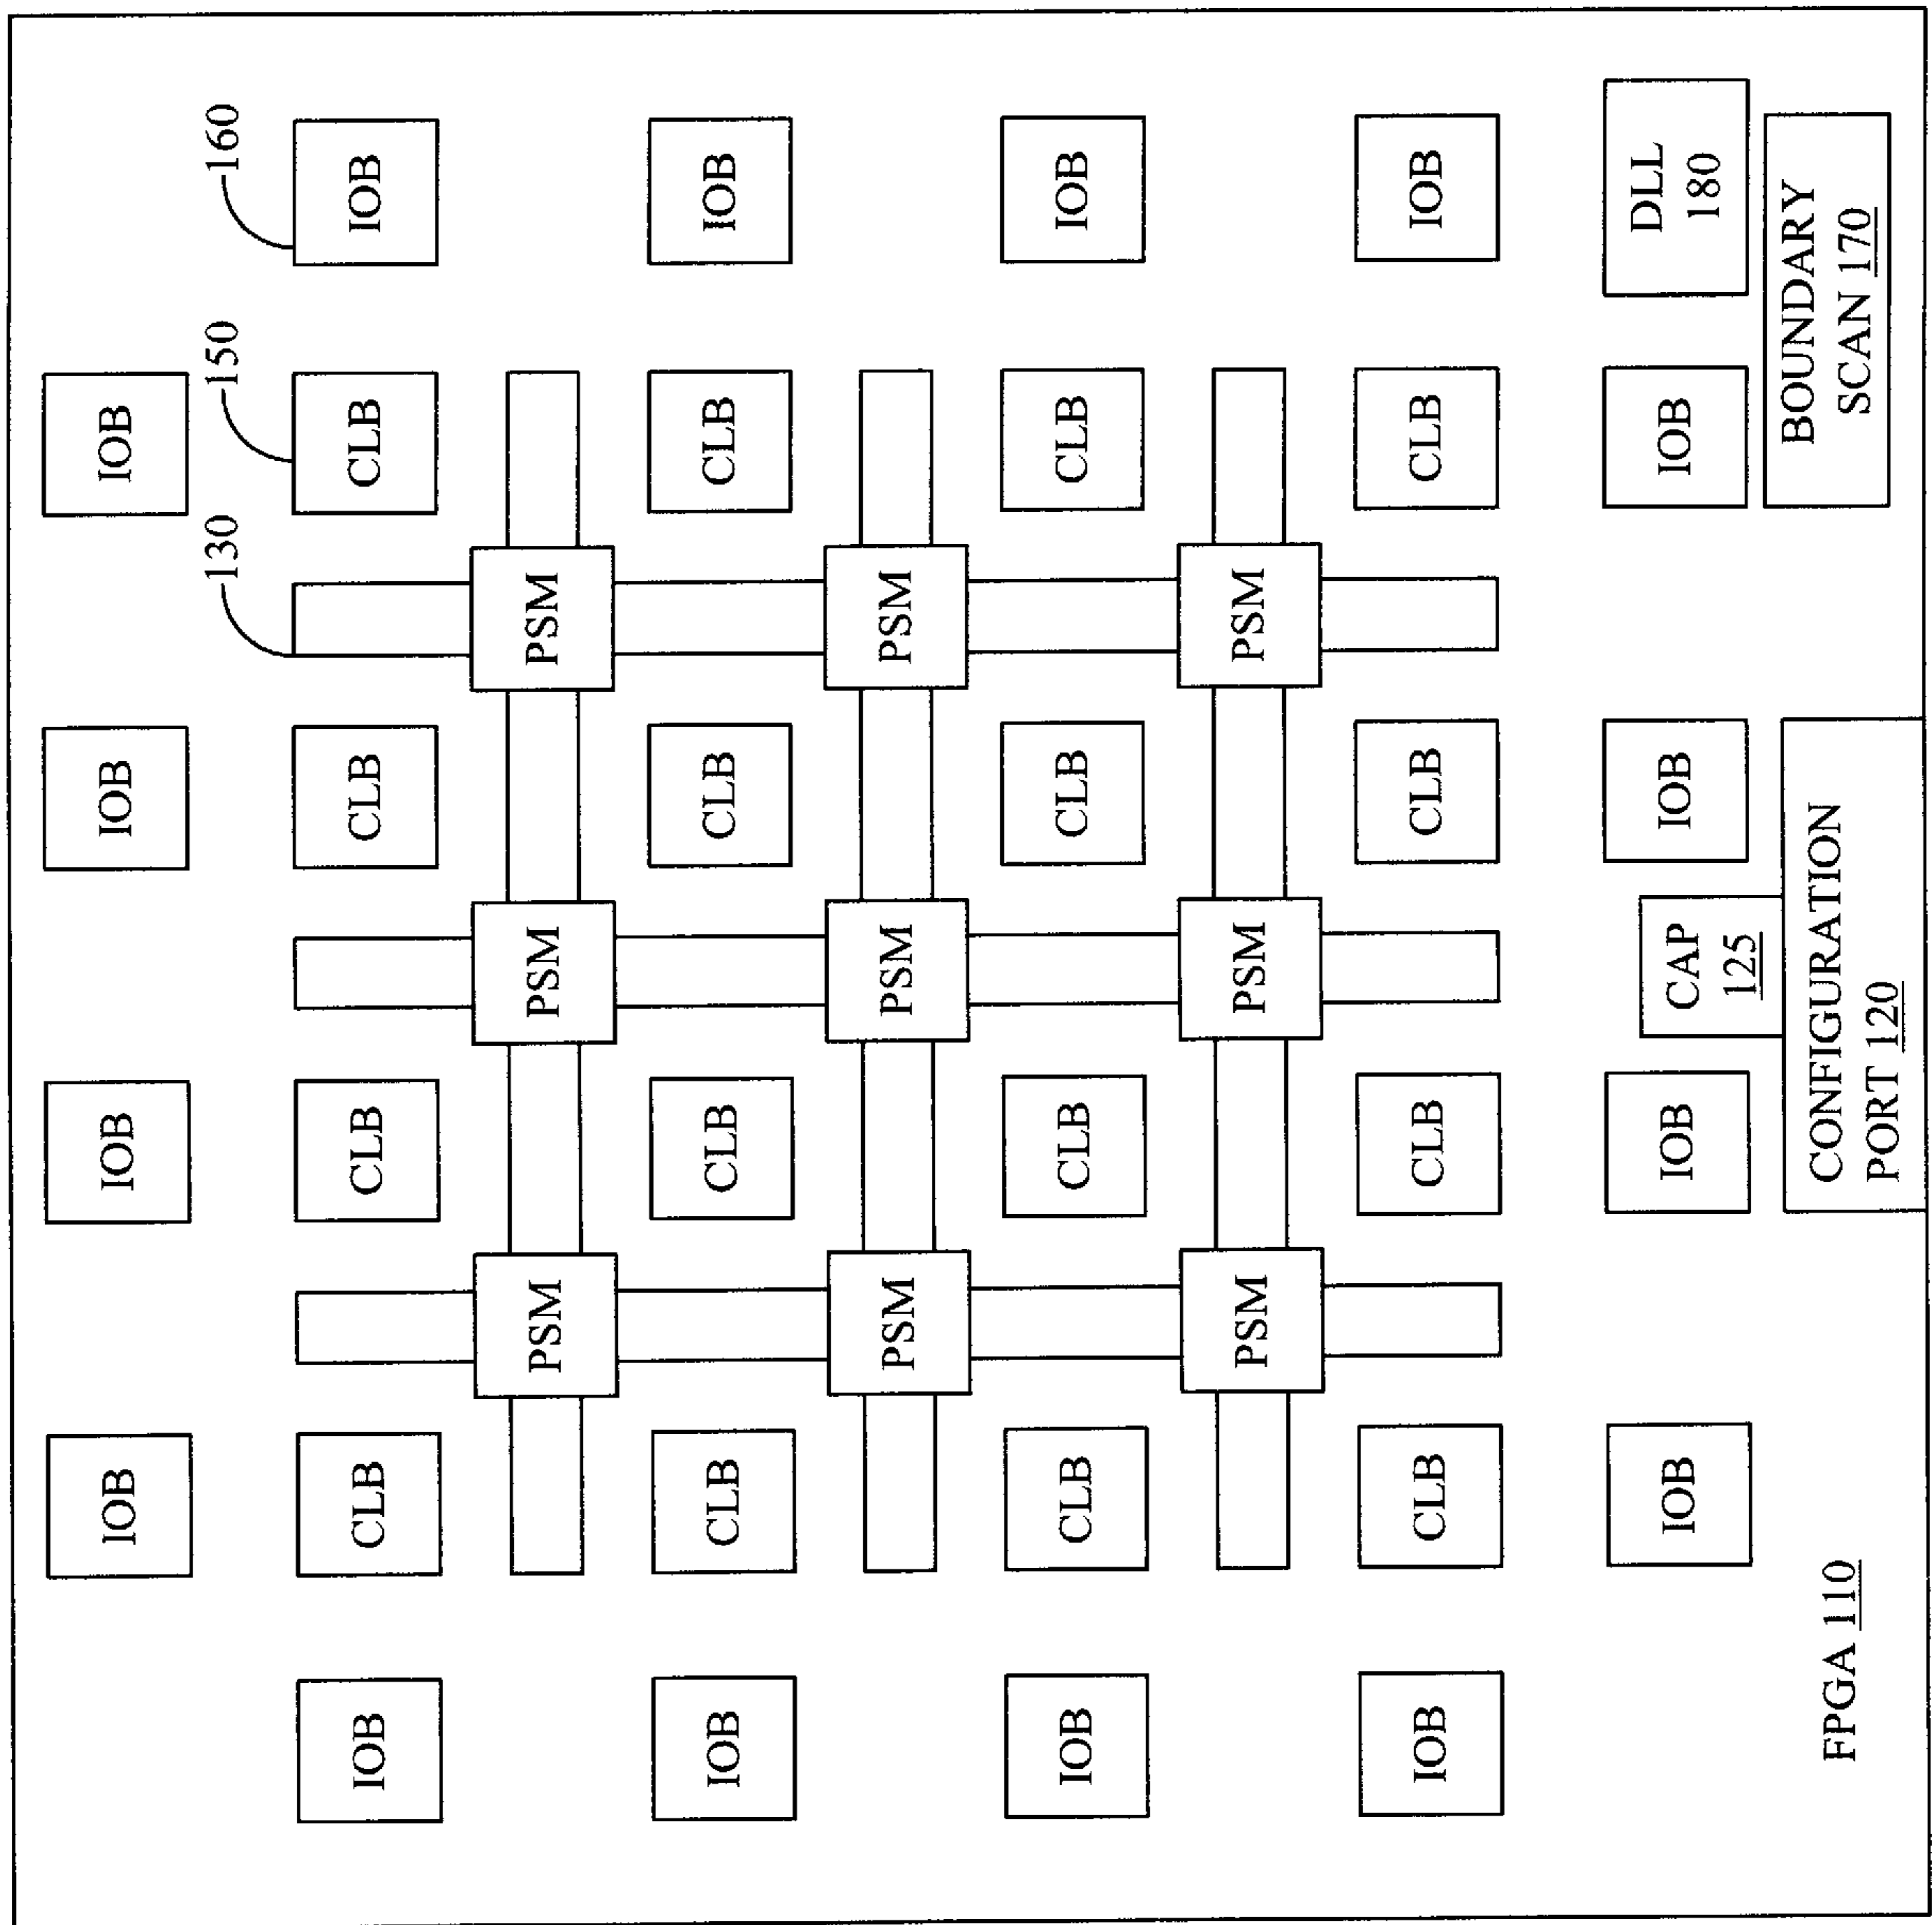 IOB IOB IOB IOB
130 150 160
IOB CLB CLB CLB CLB IOB
PSM PSM PSM
IOB CLB CLB CLB CLB IOB
PSM PSM PSM
IOB CLB CLB CLB CLB IOB
PSM PSM PSM
IOB CLB CLB CLB CLB IOB
IOB IOB IOB IOB
DLL
180
CAP
125
FPGA 110
CONFIGURATION
PORT 120
BOUNDARY
SCAN 170